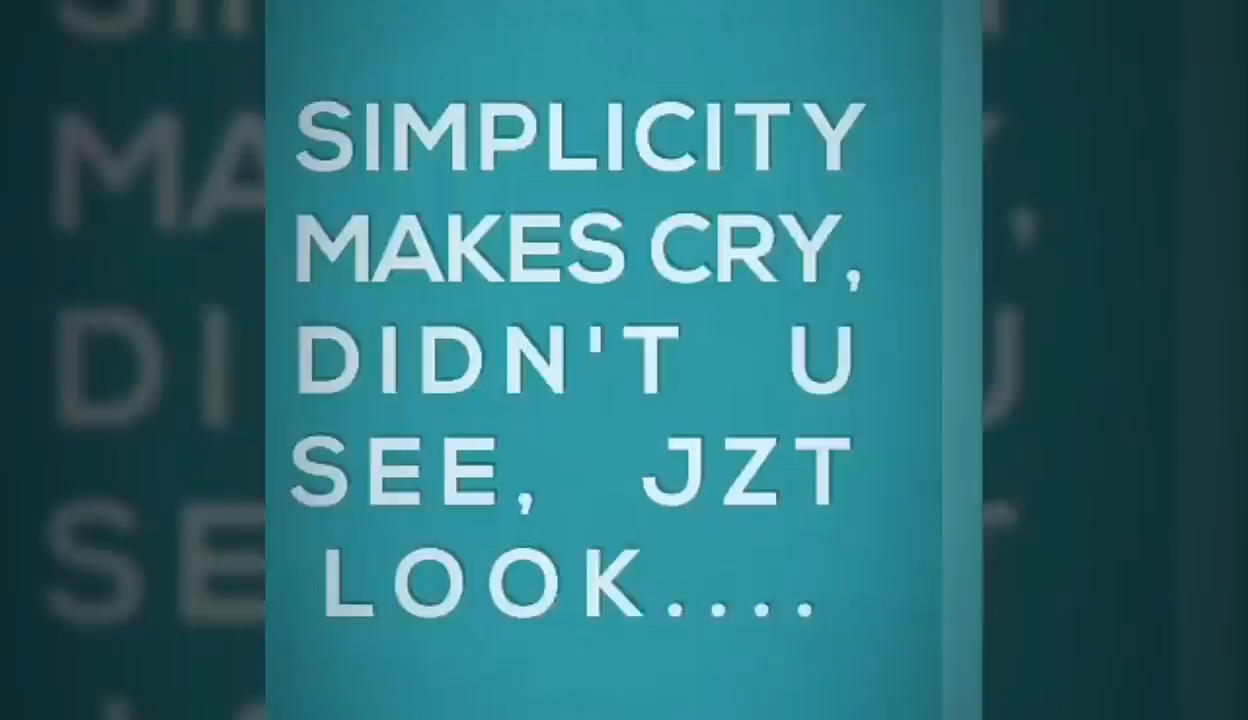 SIMPLICITY
MAKES CRY,
DIDN'T U
SEE, JZT
LOOK....